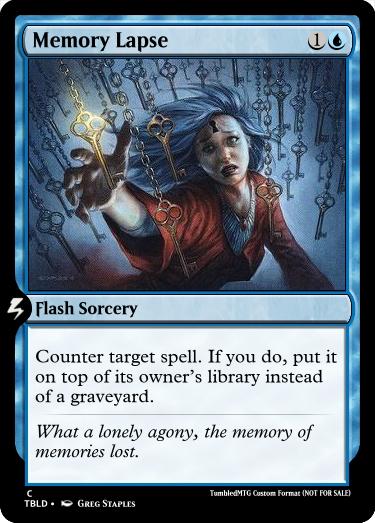 Memory Lapse
1
Flash Sorcery
Counter target spell. If you do, put it
on top of its owner's library instead
of a graveyard.
What a lonely agony, the memory of
memories lost.
C
TBLD • Greg Staples
TumbledMTG Custom Format (NOT FOR SALE)